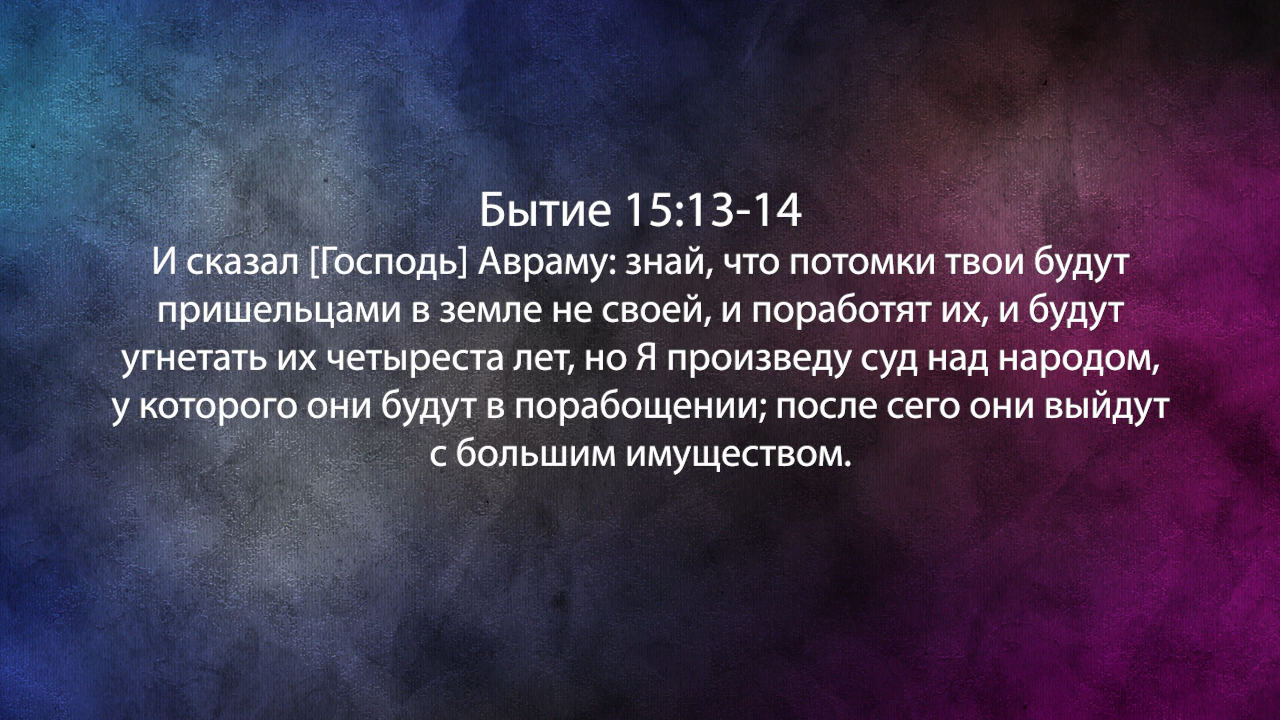 Бытие 15:13-14
И сказал [Господь] Авраму: знай, что потомки твои будут
пришельцами в земле не своей, и поработят их, и будут
угнетать их четыреста лет, но Я произведу суд над народом,
у которого они будут в порабощении; после сего они выйдут
с большим имуществом.